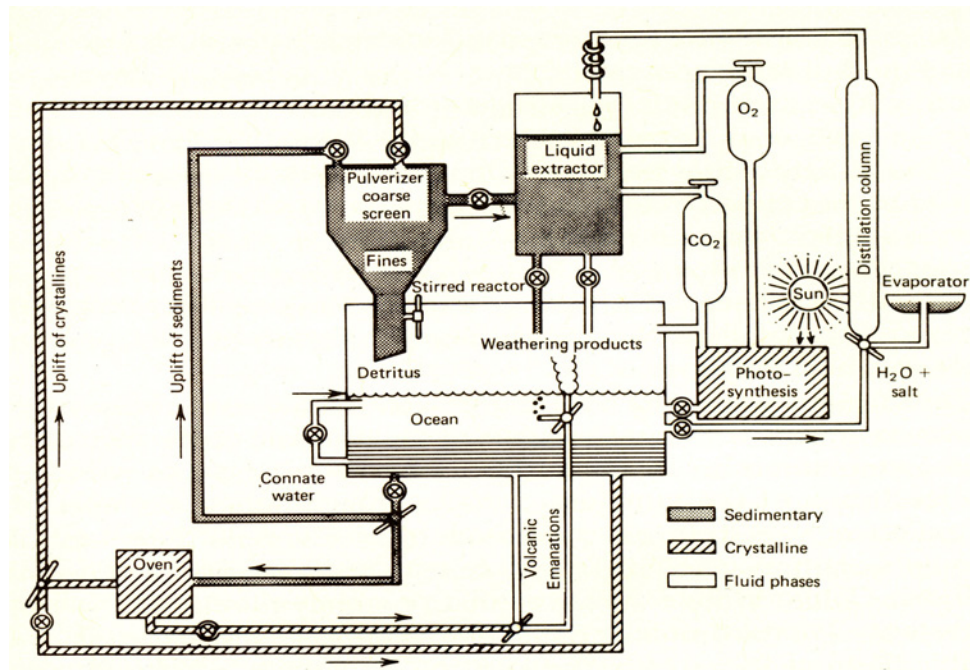 O2
Liquid
extractor
Pulverizer
coarse
screen
CO2
Distillation column
Fines
Sun
Evaporator
Uplift of crystallines
Uplift of sediments
Stirred reactor
Weathering products
Photo-
synthesis
H2O +
salt
Detritus
Ocean
Connate
water
Volcanic
Emanations
Sedimentary
Crystalline
Fluid phases
Oven